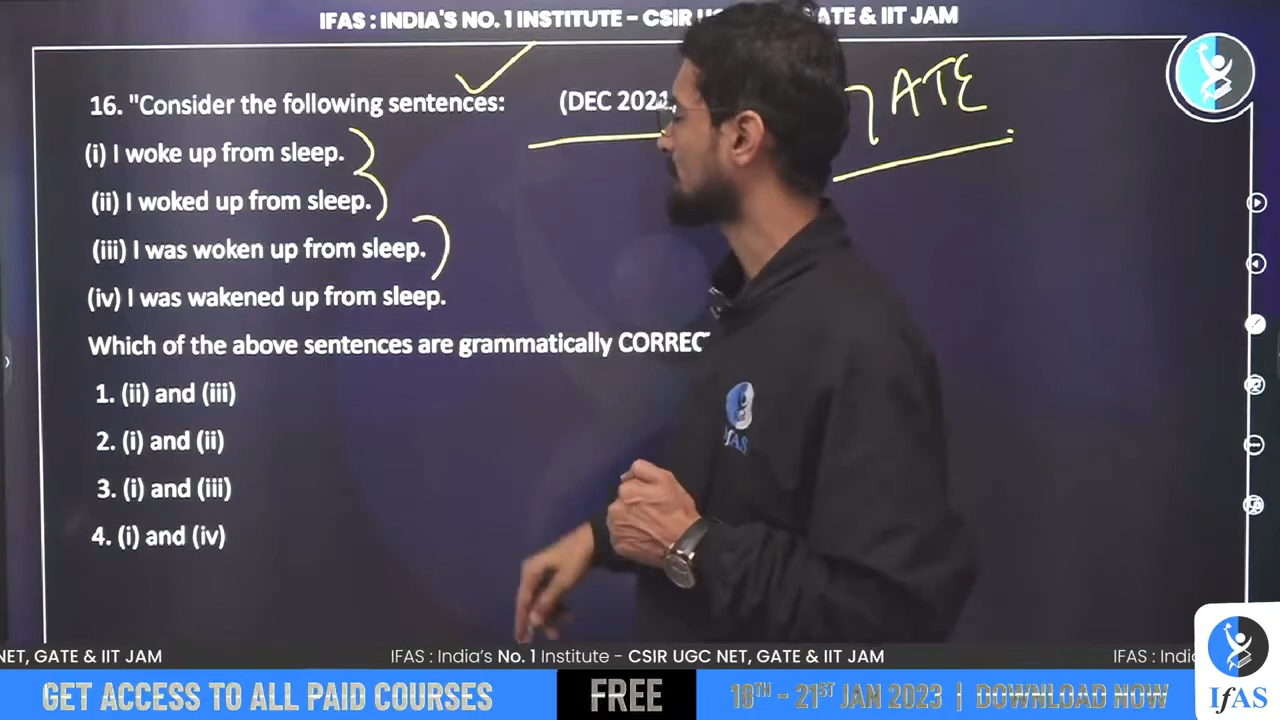 IFAS : INDIA'S NO. 1 INSTITUTE – CSIR ATE & IIT JAM
16. "Consider the following sentences: (DEC 2021, ATE
(i) I woke up from sleep.
(ii) I woked up from sleep.
(iii) I was woken up from sleep.
(iv) I was wakened up from sleep.
Which of the above sentences are grammatically CORREC
1. (ii) and (iii)
2. (i) and (ii)
3. (i) and (iii)
4. (i) and (iv)
IfAS
NET, GATE & IIT JAM IFAS : India's No. 1 Institute - CSIR UGC NET, GATE & IIT JAM IFAS : Indi
GET ACCESS TO ALL PAID COURSES FREE 18TH - 21ST JAN 2023 | DOWNLOAD NOW
IfAS